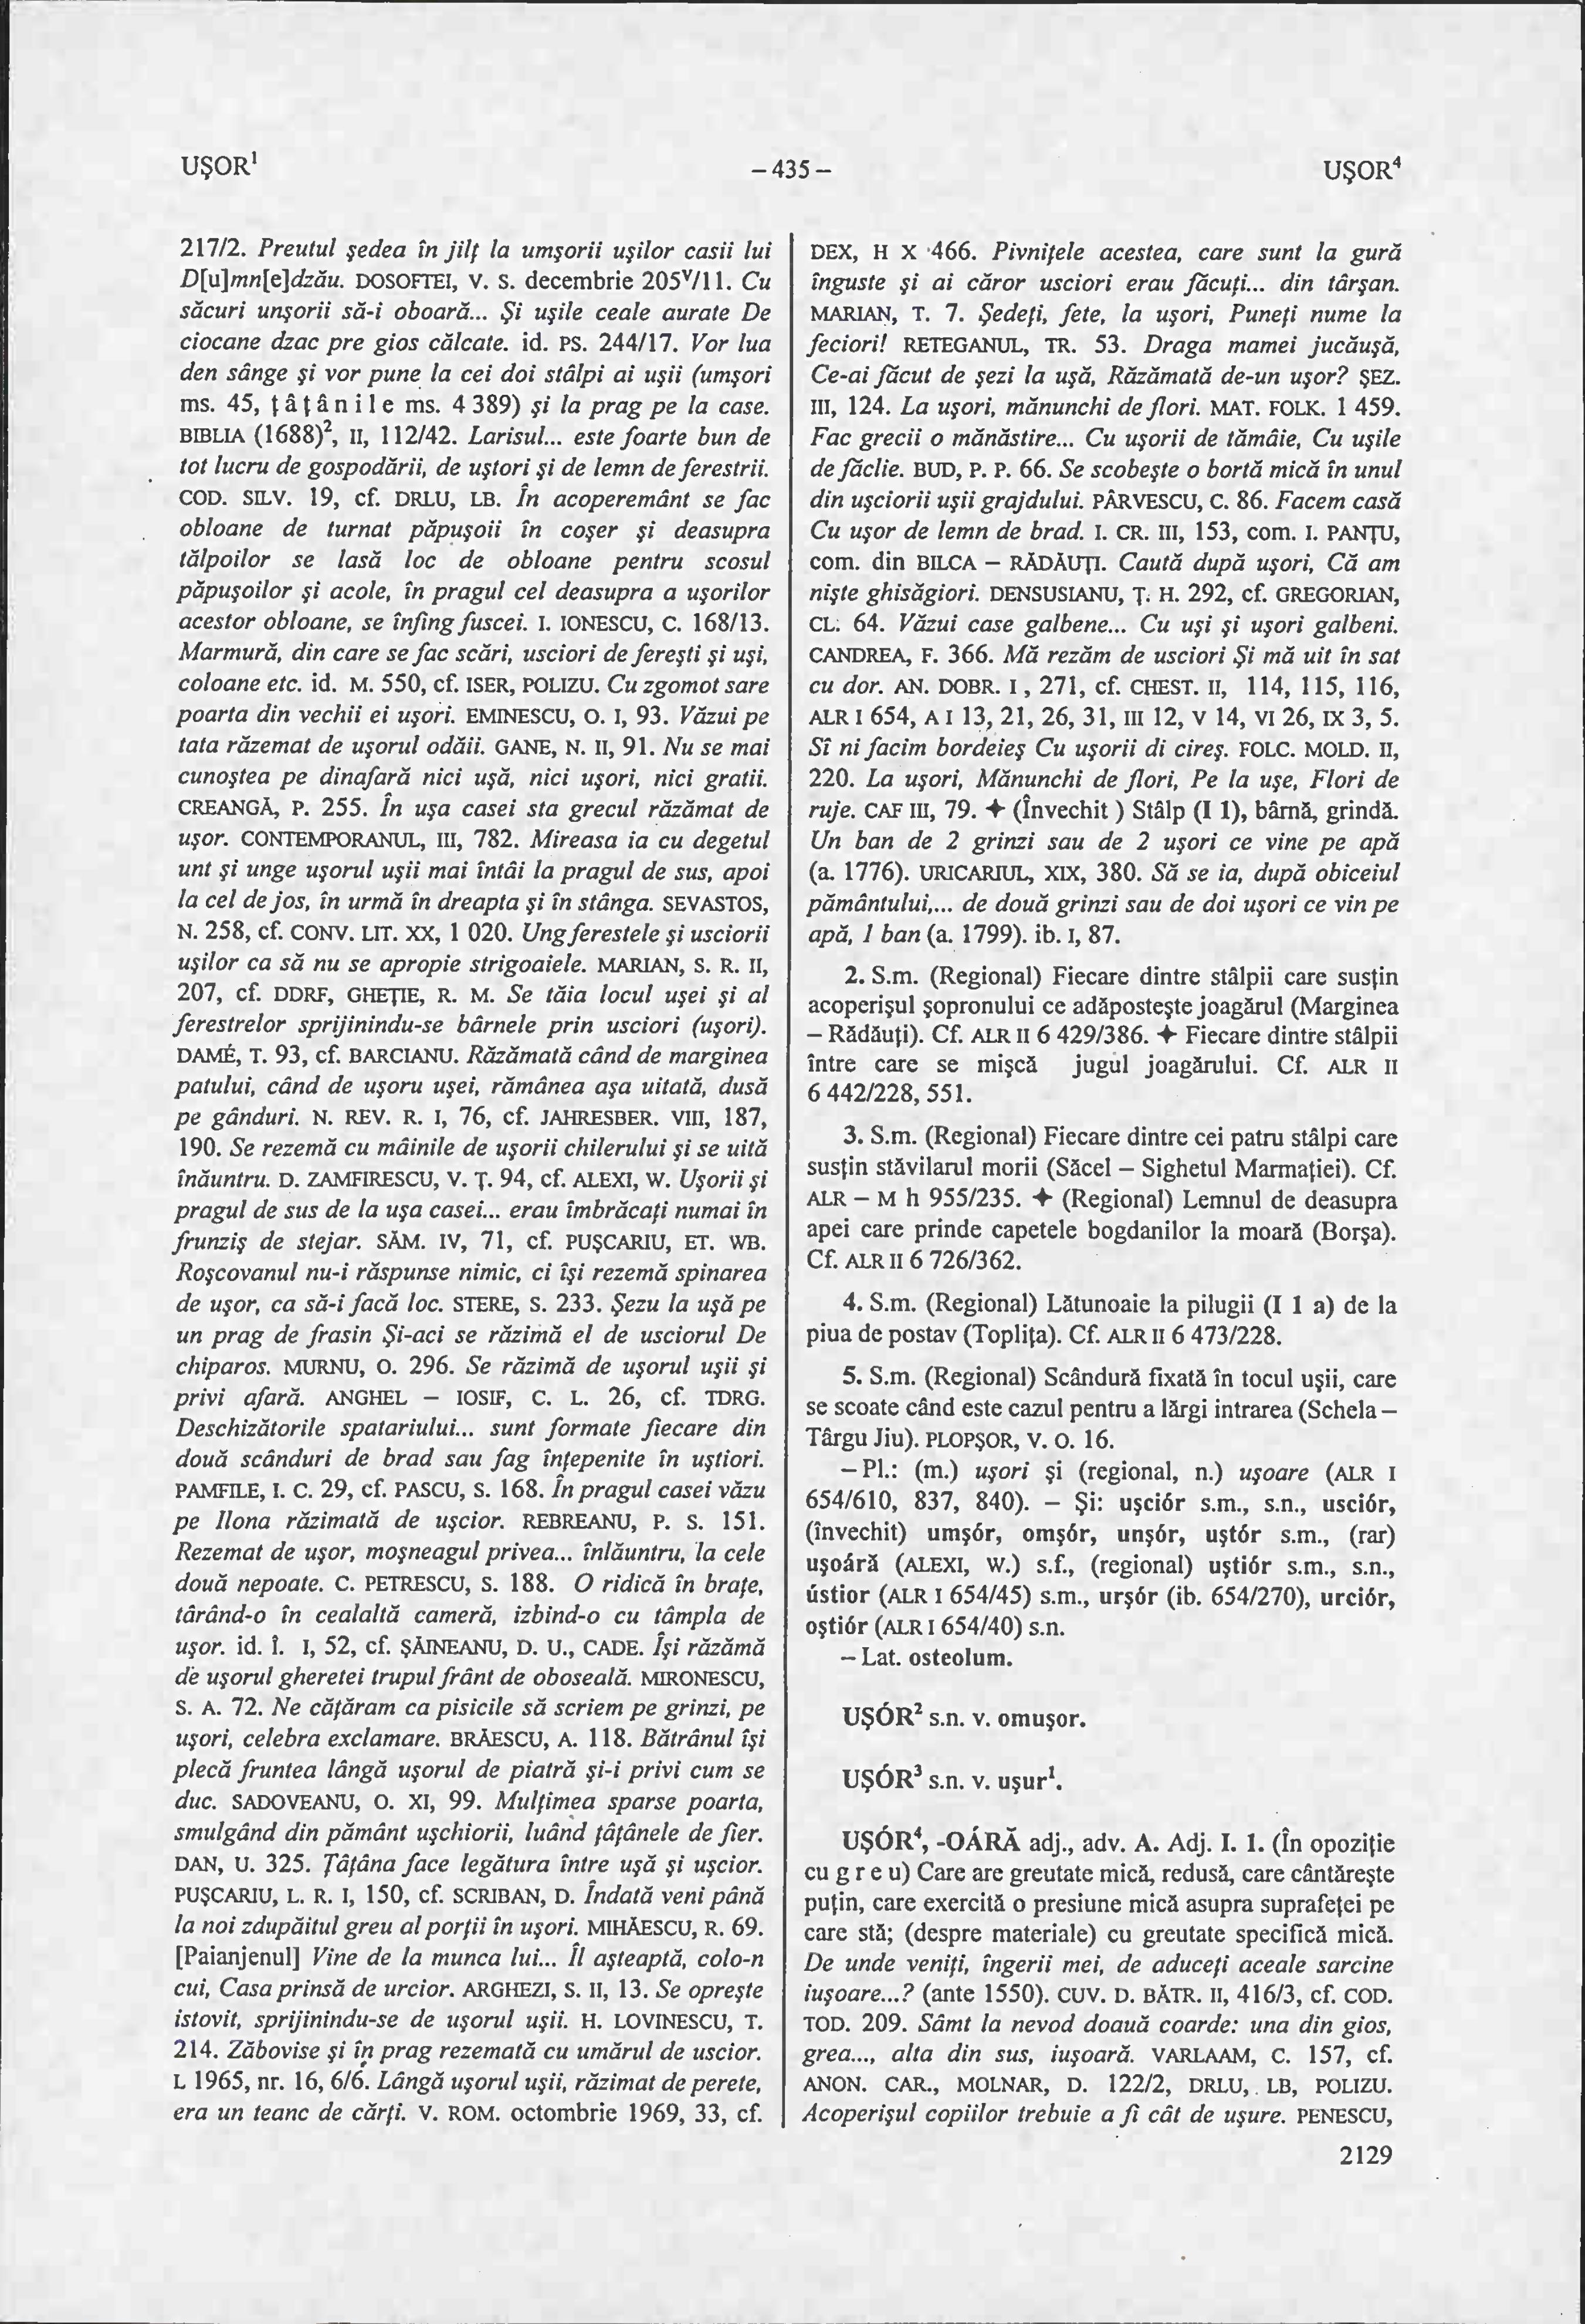 UŞOR¹
– 435 –
UŞOR⁴
217/2. Preutul şedea în jilţ la umşorii uşilor casii lui
D[u]mn[e]dzău. DOSOFTEI, V. S. decembrie 205ᵛ/11. Cu
săcuri unşorii să-i oboară... Şi uşile ceale aurate De
ciocane dzac pre gios călcate. id. PS. 244/17. Vor lua
den sânge şi vor pune la cei doi stâlpi ai uşii (umşori
ms. 45, ţ â ţ â n i l e ms. 4 389) şi la prag pe la case.
BIBLIA (1688)², II, 112/42. Larisul... este foarte bun de
tot lucru de gospodării, de uştori şi de lemn de ferestrii.
COD. SILV. 19, cf. DRLU, LB. În acoperemânt se fac
obloane de turnat păpuşoii în coşer şi deasupra
tălpoilor se lasă loc de obloane pentru scosul
păpuşoilor şi acole, în pragul cel deasupra a uşorilor
acestor obloane, se înfing fuscei. I. IONESCU, C. 168/13.
Marmură, din care se fac scări, usciori de fereşti şi uşi,
coloane etc. id. M. 550, cf. ISER, POLIZU. Cu zgomot sare
poarta din vechii ei uşori. EMINESCU, O. I, 93. Văzui pe
tata răzemat de uşorul odăii. GANE, N. II, 91. Nu se mai
cunoştea pe dinafară nici uşă, nici uşori, nici gratii.
CREANGĂ, P. 255. În uşa casei sta grecul răzămat de
uşor. CONTEMPORANUL, III, 782. Mireasa ia cu degetul
unt şi unge uşorul uşii mai întâi la pragul de sus, apoi
la cel de jos, în urmă în dreapta şi în stânga. SEVASTOS,
N. 258, cf. CONV. LIT. XX, 1 020. Ung ferestele şi usciorii
uşilor ca să nu se apropie strigoaiele. MARIAN, S. R. II,
207, cf. DDRF, GHEŢIE, R. M. Se tăia locul uşei şi al
ferestrelor sprijinindu-se bârnele prin usciori (uşori).
DAMÉ, T. 93, cf. BARCIANU. Răzămată când de marginea
patului, când de uşoru uşei, rămânea aşa uitată, dusă
pe gânduri. N. REV. R. I, 76, cf. JAHRESBER. VIII, 187,
190. Se rezemă cu mâinile de uşorii chilerului şi se uită
înăuntru. D. ZAMFIRESCU, V. Ţ. 94, cf. ALEXI, W. Uşorii şi
pragul de sus de la uşa casei... erau îmbrăcaţi numai în
frunziş de stejar. SĂM. IV, 71, cf. PUŞCARIU, ET. WB.
Roşcovanul nu-i răspunse nimic, ci îşi rezemă spinarea
de uşor, ca să-i facă loc. STERE, S. 233. Şezu la uşă pe
un prag de frasin Şi-aci se răzimă el de usciorul De
chiparos. MURNU, O. 296. Se răzimă de uşorul uşii şi
privi afară. ANGHEL – IOSIF, C. L. 26, cf. TDRG.
Deschizătorile spatariului... sunt formate fiecare din
două scânduri de brad sau fag înţepenite în uştiori.
PAMFILE, I. C. 29, cf. PASCU, S. 168. În pragul casei văzu
pe Ilona răzimată de uşcior. REBREANU, P. S. 151.
Rezemat de uşor, moşneagul privea... înlăuntru, la cele
două nepoate. C. PETRESCU, S. 188. O ridică în braţe,
târând-o în cealaltă cameră, izbind-o cu tâmpla de
uşor. id. Î. I, 52, cf. ŞĂINEANU, D. U., CADE. Îşi răzămă
de uşorul gheretei trupul frânt de oboseală. MIRONESCU,
S. A. 72. Ne căţăram ca pisicile să scriem pe grinzi, pe
uşori, celebra exclamare. BRĂESCU, A. 118. Bătrânul îşi
plecă fruntea lângă uşorul de piatră şi-i privi cum se
duc. SADOVEANU, O. XI, 99. Mulţimea sparse poarta,
smulgând din pământ uşchiorii, luând ţâţânele de fier.
DAN, U. 325. Ţâţâna face legătura între uşă şi uşcior.
PUŞCARIU, L. R. I, 150, cf. SCRIBAN, D. Îndată veni până
la noi zdupăitul greu al porţii în uşori. MIHĂESCU, R. 69.
[Paianjenul] Vine de la munca lui... Îl aşteaptă, colo-n
cui, Casa prinsă de urcior. ARGHEZI, S. II, 13. Se opreşte
istovit, sprijinindu-se de uşorul uşii. H. LOVINESCU, T.
214. Zăbovise şi în prag rezemată cu umărul de uscior.
L 1965, nr. 16, 6/6. Lângă uşorul uşii, răzimat de perete,
era un teanc de cărţi. V. ROM. octombrie 1969, 33, cf.
DEX, H X 466. Pivniţele acestea, care sunt la gură
înguste şi ai căror usciori erau făcuţi... din târşan.
MARIAN, T. 7. Şedeţi, fete, la uşori, Puneţi nume la
feciori! RETEGANUL, TR. 53. Draga mamei jucăuşă,
Ce-ai făcut de şezi la uşă, Răzămată de-un uşor? ŞEZ.
III, 124. La uşori, mănunchi de flori. MAT. FOLK. 1 459.
Fac grecii o mănăstire... Cu uşorii de tămâie, Cu uşile
de făclie. BUD, P. P. 66. Se scobeşte o bortă mică în unul
din uşciorii uşii grajdului. PÂRVESCU, C. 86. Facem casă
Cu uşor de lemn de brad. I. CR. III, 153, com. I. PANŢU,
com. din BILCA – RĂDĂUŢI. Caută după uşori, Că am
nişte ghisăgiori. DENSUSIANU, Ţ. H. 292, cf. GREGORIAN,
CL. 64. Văzui case galbene... Cu uşi şi uşori galbeni.
CANDREA, F. 366. Mă rezăm de usciori Şi mă uit în sat
cu dor. AN. DOBR. I , 271, cf. CHEST. II, 114, 115, 116,
ALR I 654, A I 13, 21, 26, 31, III 12, V 14, VI 26, IX 3, 5.
Sî ni facim bordeieş Cu uşorii di cireş. FOLC. MOLD. II,
220. La uşori, Mănunchi de flori, Pe la uşe, Flori de
ruje. CAF III, 79. ✦ (Învechit ) Stâlp (I 1), bârnă, grindă.
Un ban de 2 grinzi sau de 2 uşori ce vine pe apă
(a. 1776). URICARIUL, XIX, 380. Să se ia, după obiceiul
pământului,... de două grinzi sau de doi uşori ce vin pe
apă, 1 ban (a. 1799). ib. I, 87.
2. S.m. (Regional) Fiecare dintre stâlpii care susţin
acoperişul şopronului ce adăposteşte joagărul (Marginea
– Rădăuţi). Cf. ALR II 6 429/386. ✦ Fiecare dintre stâlpii
între care se mişcă jugul joagărului. Cf. ALR II
6 442/228, 551.
3. S.m. (Regional) Fiecare dintre cei patru stâlpi care
susţin stăvilarul morii (Săcel – Sighetul Marmaţiei). Cf.
ALR – M h 955/235. ✦ (Regional) Lemnul de deasupra
apei care prinde capetele bogdanilor la moară (Borşa).
Cf. ALR II 6 726/362.
4. S.m. (Regional) Lătunoaie la pilugii (I 1 a) de la
piua de postav (Topliţa). Cf. ALR II 6 473/228.
5. S.m. (Regional) Scândură fixată în tocul uşii, care
se scoate când este cazul pentru a lărgi intrarea (Schela –
Târgu Jiu). PLOPŞOR, V. O. 16.
– Pl.: (m.) uşori şi (regional, n.) uşoare (ALR I
654/610, 837, 840). – Şi: uşciór s.m., s.n., usciór,
(învechit) umşór, omşór, unşór, uştór s.m., (rar)
uşoáră (ALEXI, W.) s.f., (regional) uştiór s.m., s.n.,
ústior (ALR I 654/45) s.m., urşór (ib. 654/270), urciór,
oştiór (ALR I 654/40) s.n.
– Lat. osteolum.
UŞÓR² s.n. v. omuşor.
UŞÓR³ s.n. v. uşur¹.
UŞÓR⁴, -OÁRĂ adj., adv. A. Adj. I. 1. (În opoziţie
cu g r e u) Care are greutate mică, redusă, care cântăreşte
puţin, care exercită o presiune mică asupra suprafeţei pe
care stă; (despre materiale) cu greutate specifică mică.
De unde veniţi, îngerii mei, de aduceţi aceale sarcine
iuşoare...? (ante 1550). CUV. D. BĂTR. II, 416/3, cf. COD.
TOD. 209. Sâmt la nevod doauă coarde: una din gios,
grea..., alta din sus, iuşoară. VARLAAM, C. 157, cf.
ANON. CAR., MOLNAR, D. 122/2, DRLU, LB, POLIZU.
Acoperişul copiilor trebuie a fi cât de uşure. PENESCU,
2129